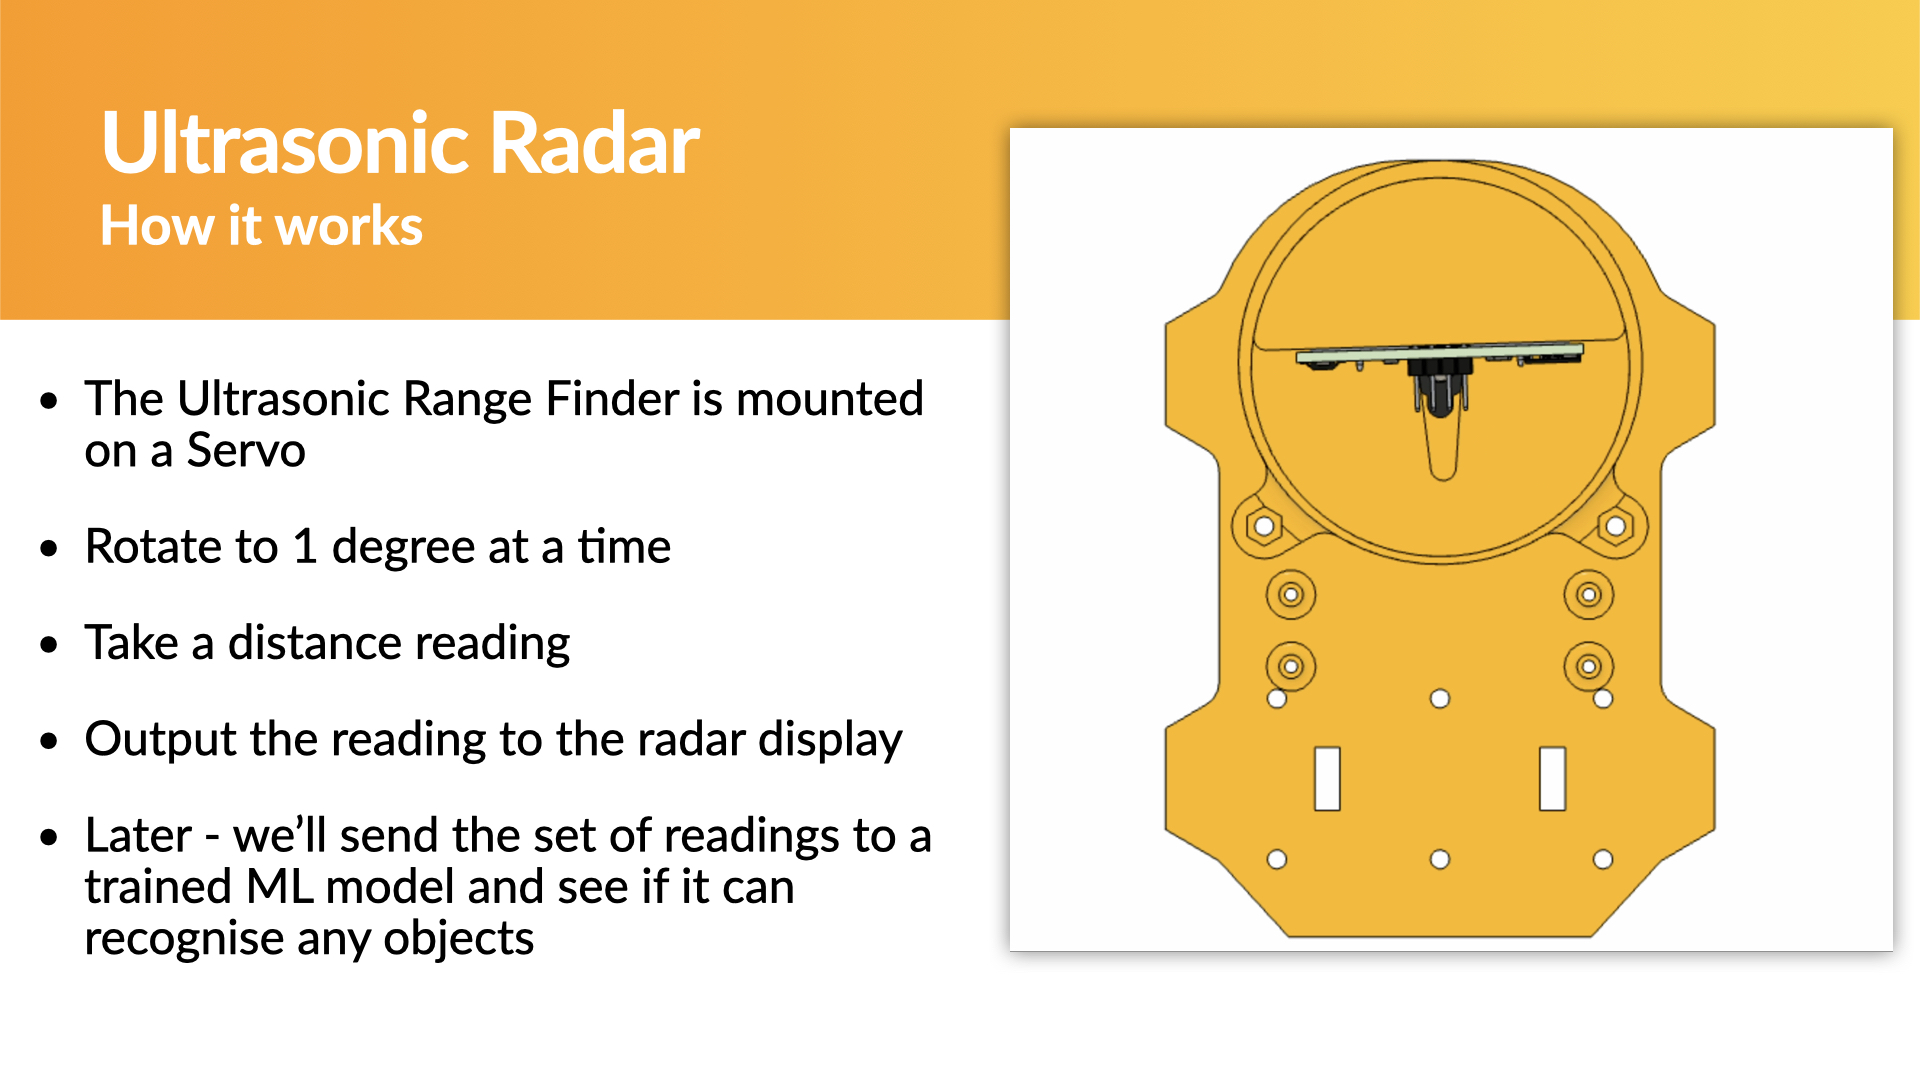 Ultrasonic Radar
How it works
• The Ultrasonic Range Finder is mounted
on a Servo
• Rotate to 1 degree at a time
• Take a distance reading
• Output the reading to the radar display
• Later - we’ll send the set of readings to a
trained ML model and see if it can
recognise any objects